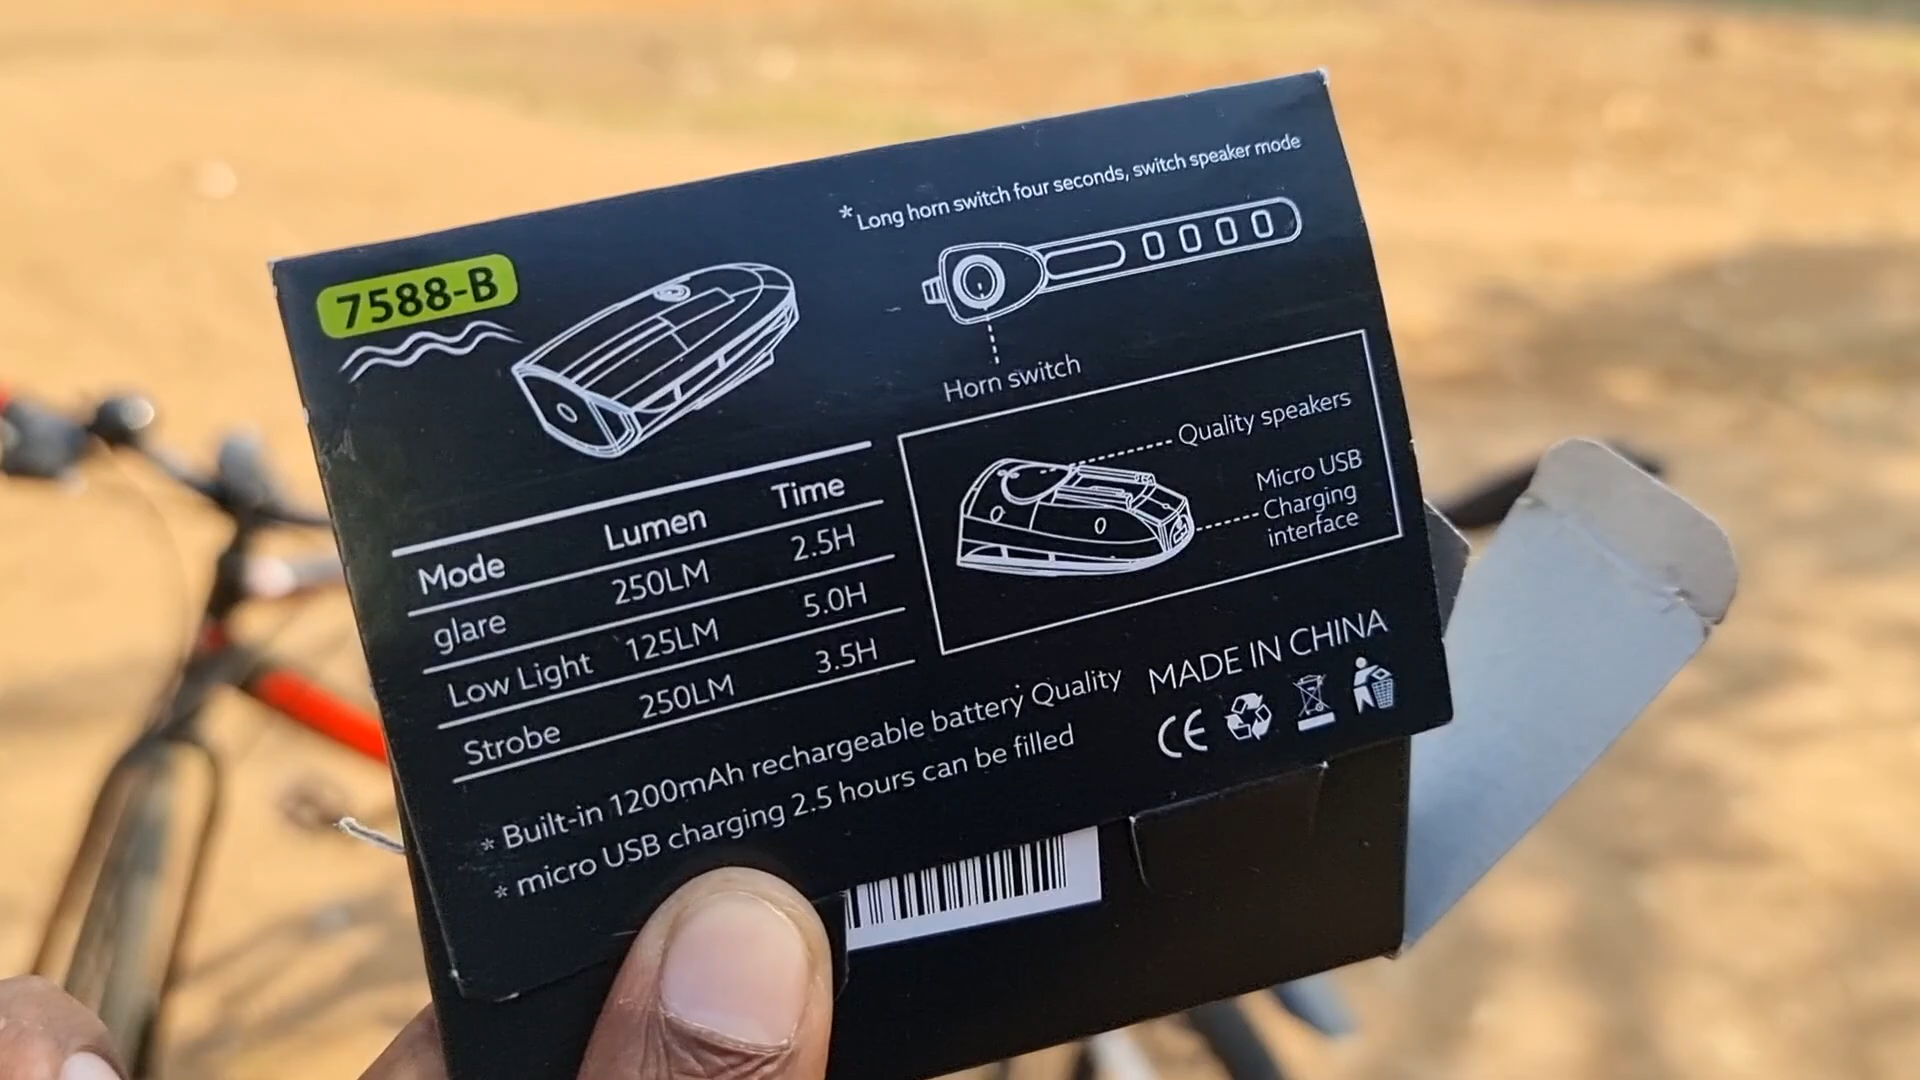 *Long horn switch four seconds, switch speaker mode
7588-B
Horn switch
Quality speakers
Micro USB
Charging
interface
Mode Lumen Time
glare 250LM 2.5H
Low Light 125LM 5.0H
Strobe 250LM 3.5H
* Built-in 1200mAh rechargeable battery Quality
* micro USB charging 2.5 hours can be filled
MADE IN CHINA
CE